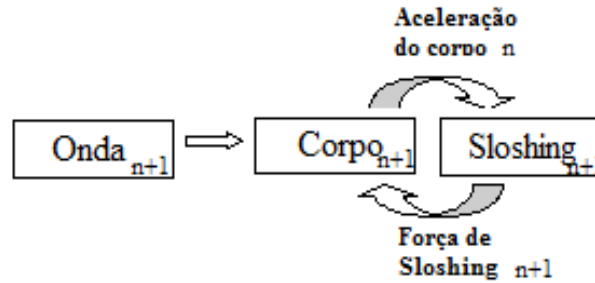 Aceleração
do corpo n
Onda n+1
Corpo n+1
Sloshing n+
Força de
Sloshing n+1